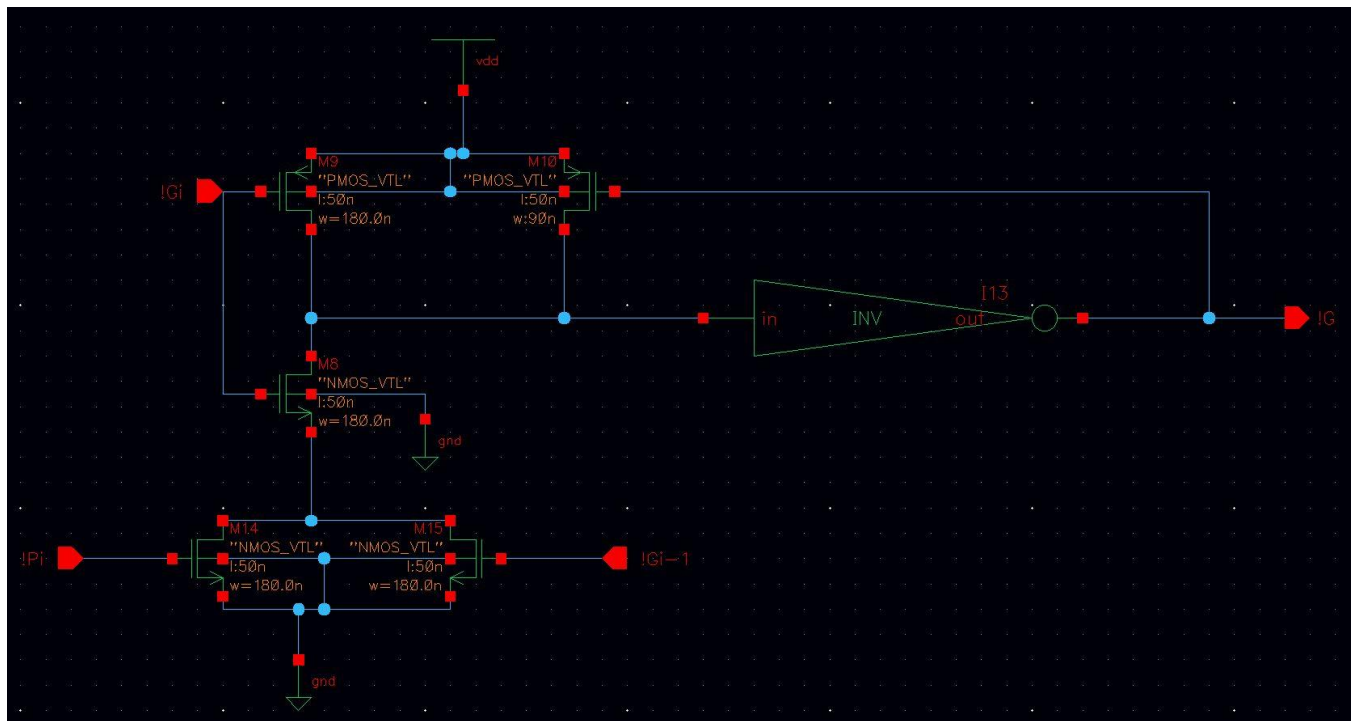 vdd
M9
"PMOS_VTL"
l:50n
w=180.0n
M10
"PMOS_VTL"
l:50n
w:90n
!Gi
I13
in
INV
out
!G
M8
"NMOS_VTL"
l:50n
w=180.0n
gnd
M14
"NMOS_VTL"
l:50n
w=180.0n
M15
"NMOS_VTL"
l:50n
w=180.0n
!Pi
!Gi-1
gnd